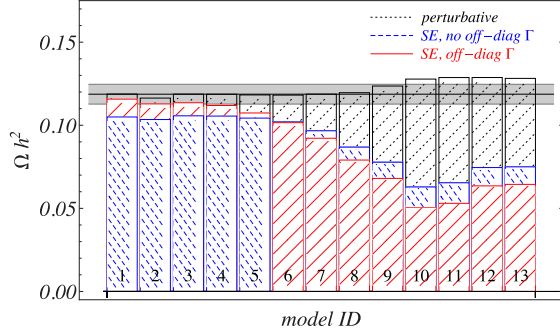 0.15
0.10
0.05
0.00
Ω h²
perturbative
SE, no off-diag Γ
SE, off-diag Γ
1 2 3 4 5 6 7 8 9 10 11 12 13
model ID